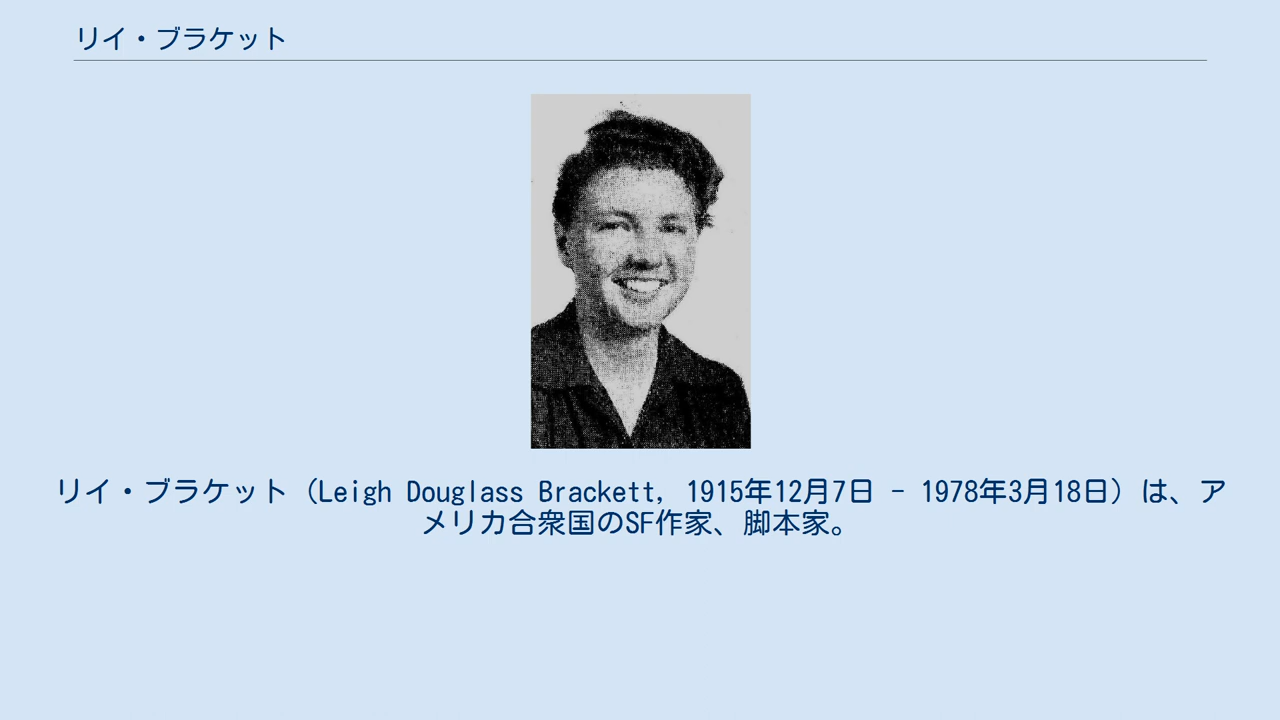 リイ・ブラケット
リイ・ブラケット（Leigh Douglass Brackett, 1915年12月7日 - 1978年3月18日）は、ア
メリカ合衆国のSF作家、脚本家。